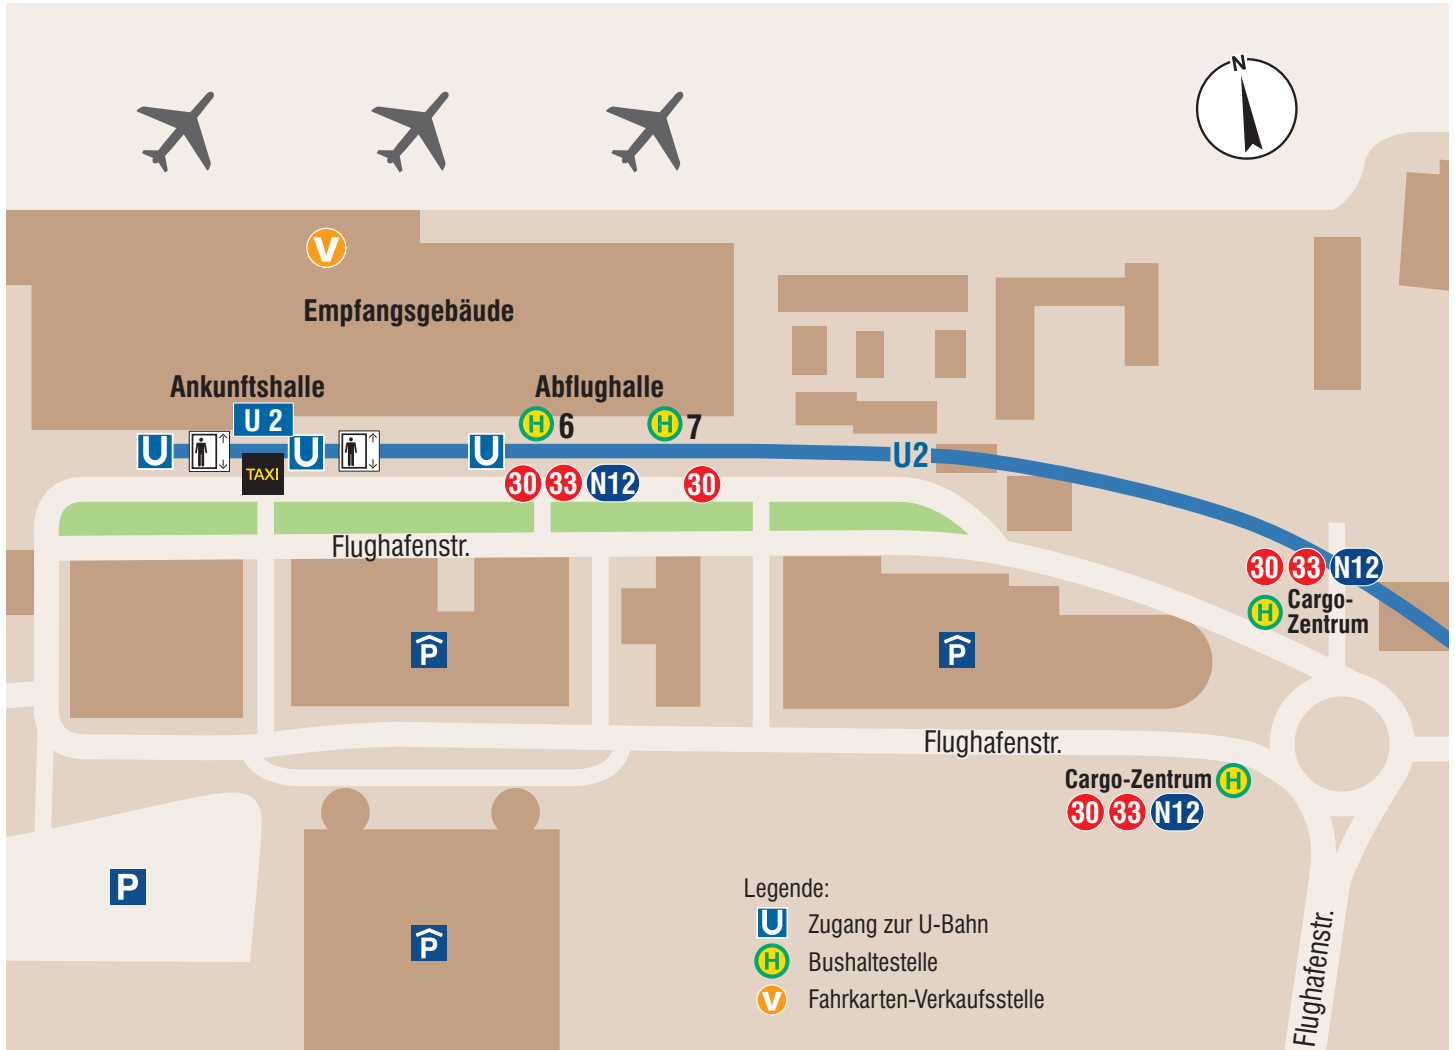 N
V
Empfangsgebäude
Ankunftshalle
Abflughalle
U 2
H 6
H 7
U
U
U
U2
TAXI
30 33 N12
30
Flughafenstr.
30 33 N12
H Cargo-
Zentrum
P
P
Flughafenstr.
Cargo-Zentrum H
30 33 N12
P
P
Legende:
U Zugang zur U-Bahn
H Bushaltestelle
V Fahrkarten-Verkaufsstelle
Flughafenstr.